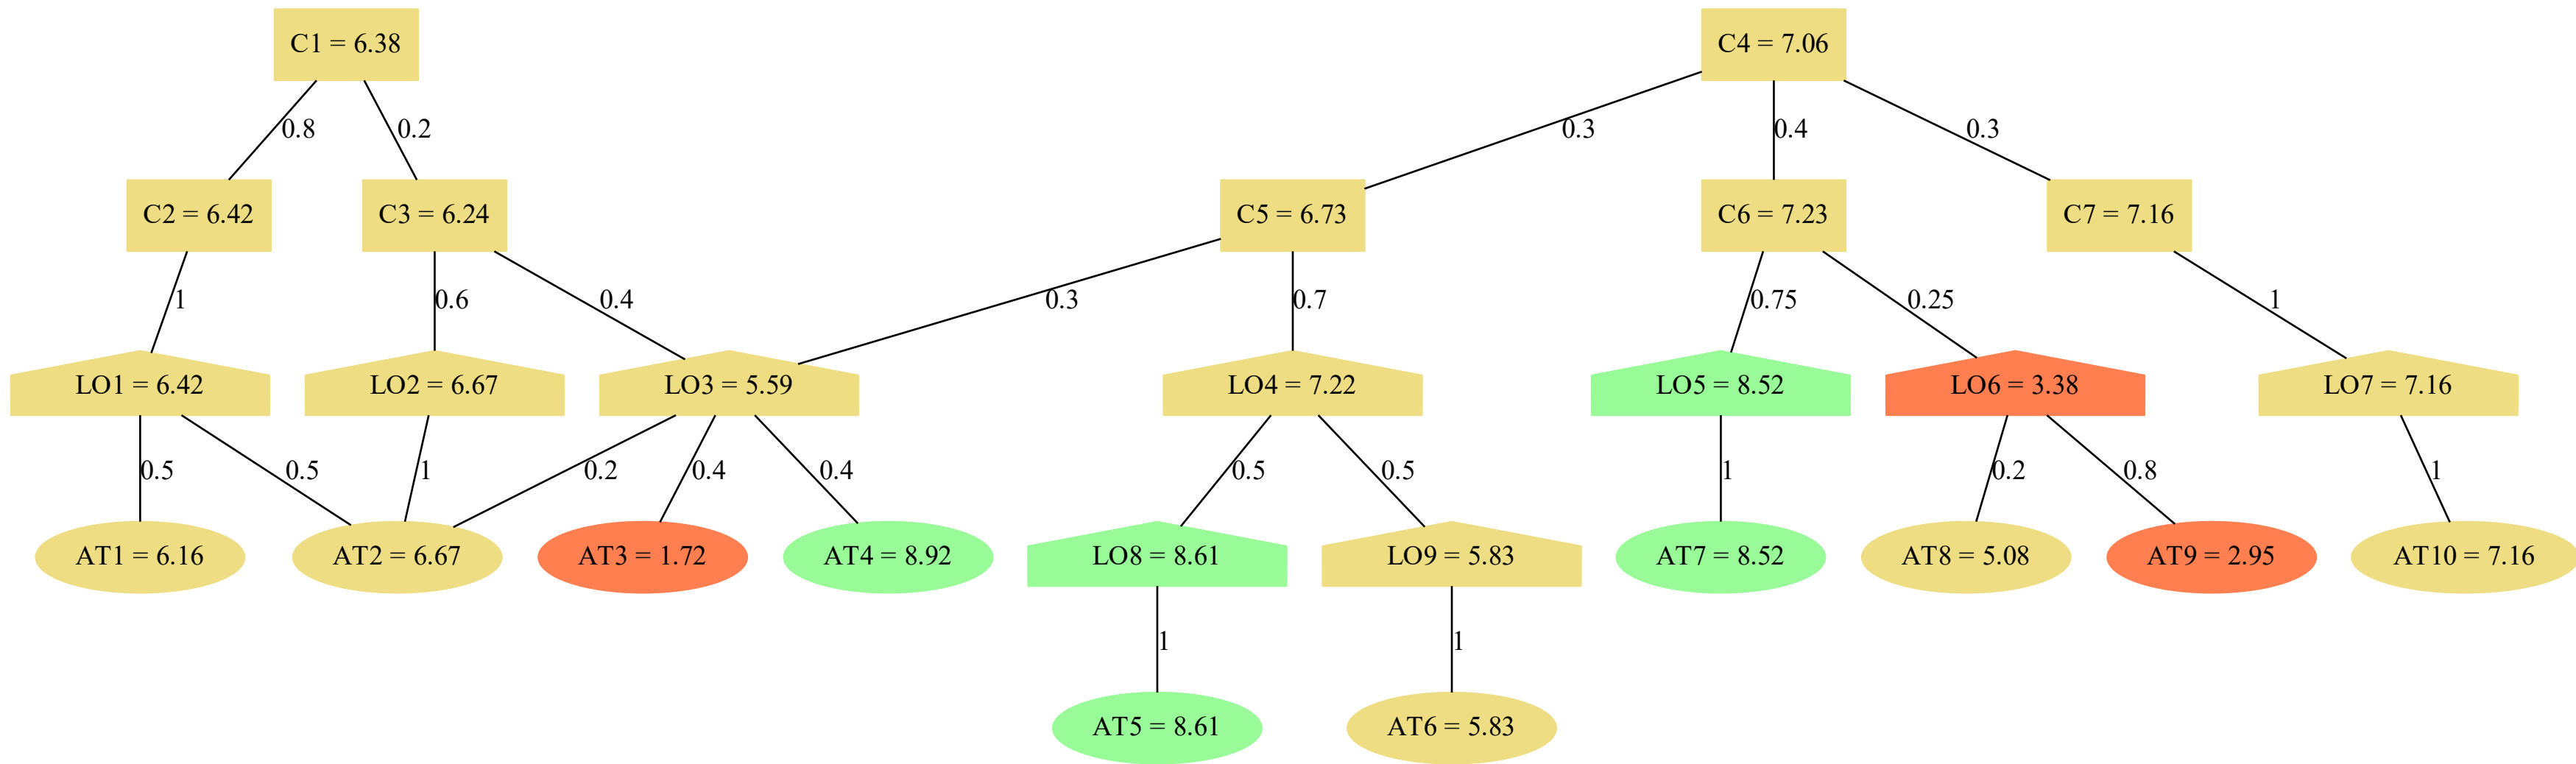 C1 = 6.38
C4 = 7.06
0.8
0.2
0.3
0.4
0.3
C2 = 6.42
C3 = 6.24
C5 = 6.73
C6 = 7.23
C7 = 7.16
1
0.6
0.4
0.3
0.7
0.75
0.25
1
LO1 = 6.42
LO2 = 6.67
LO3 = 5.59
LO4 = 7.22
LO5 = 8.52
LO6 = 3.38
LO7 = 7.16
0.5
0.5
1
0.2
0.4
0.4
0.5
0.5
1
0.2
0.8
1
AT1 = 6.16
AT2 = 6.67
AT3 = 1.72
AT4 = 8.92
LO8 = 8.61
LO9 = 5.83
AT7 = 8.52
AT8 = 5.08
AT9 = 2.95
AT10 = 7.16
1
1
AT5 = 8.61
AT6 = 5.83